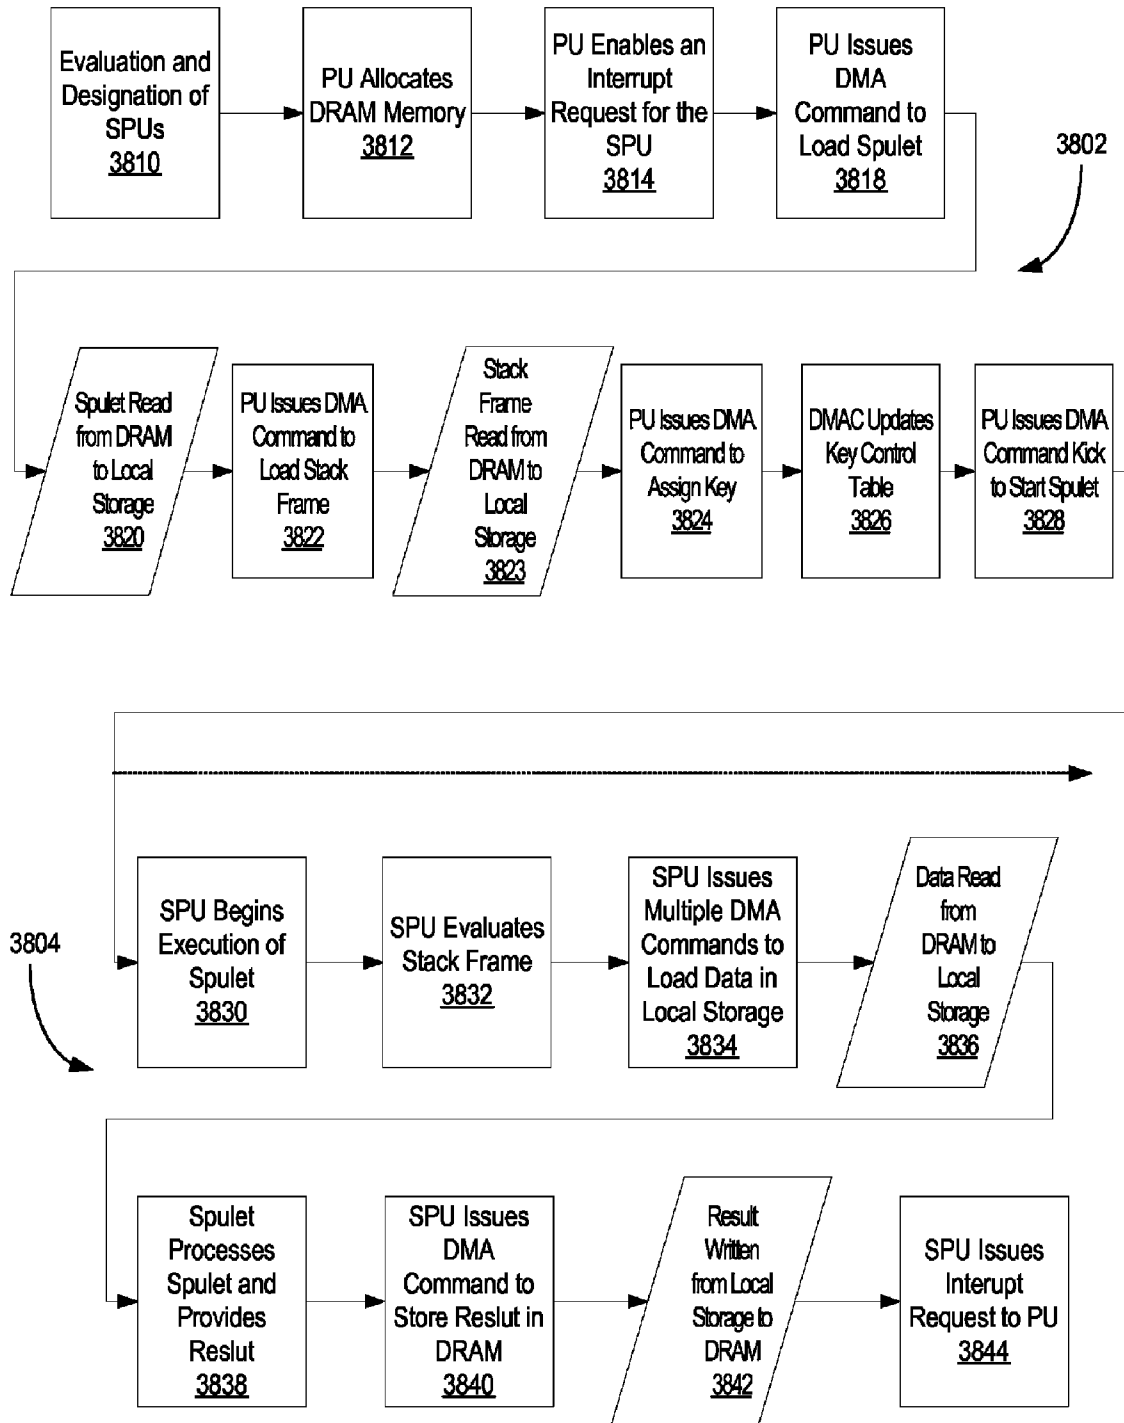 Evaluation and
Designation of
SPUs
3810
PU Allocates
DRAM Memory
3812
PU Enables an
Interrupt
Request for the
SPU
3814
PU Issues
DMA
Command to
Load Spulet
3818
3802
Spulet Read
from DRAM
to Local
Storage
3820
PU Issues DMA
Command to
Load Stack
Frame
3822
Stack
Frame
Read from
DRAM to
Local
Storage
3823
PU Issues DMA
Command to
Assign Key
3824
DMAC Updates
Key Control
Table
3826
PU Issues DMA
Command Kick
to Start Spulet
3828
3804
SPU Begins
Execution of
Spulet
3830
SPU Evaluates
Stack Frame
3832
SPU Issues
Multiple DMA
Commands to
Load Data in
Local Storage
3834
Data Read
from
DRAM to
Local
Storage
3836
Spulet
Processes
Spulet and
Provides
Reslut
3838
SPU Issues
DMA
Command to
Store Reslut in
DRAM
3840
Result
Written
from Local
Storage to
DRAM
3842
SPU Issues
Interupt
Request to PU
3844